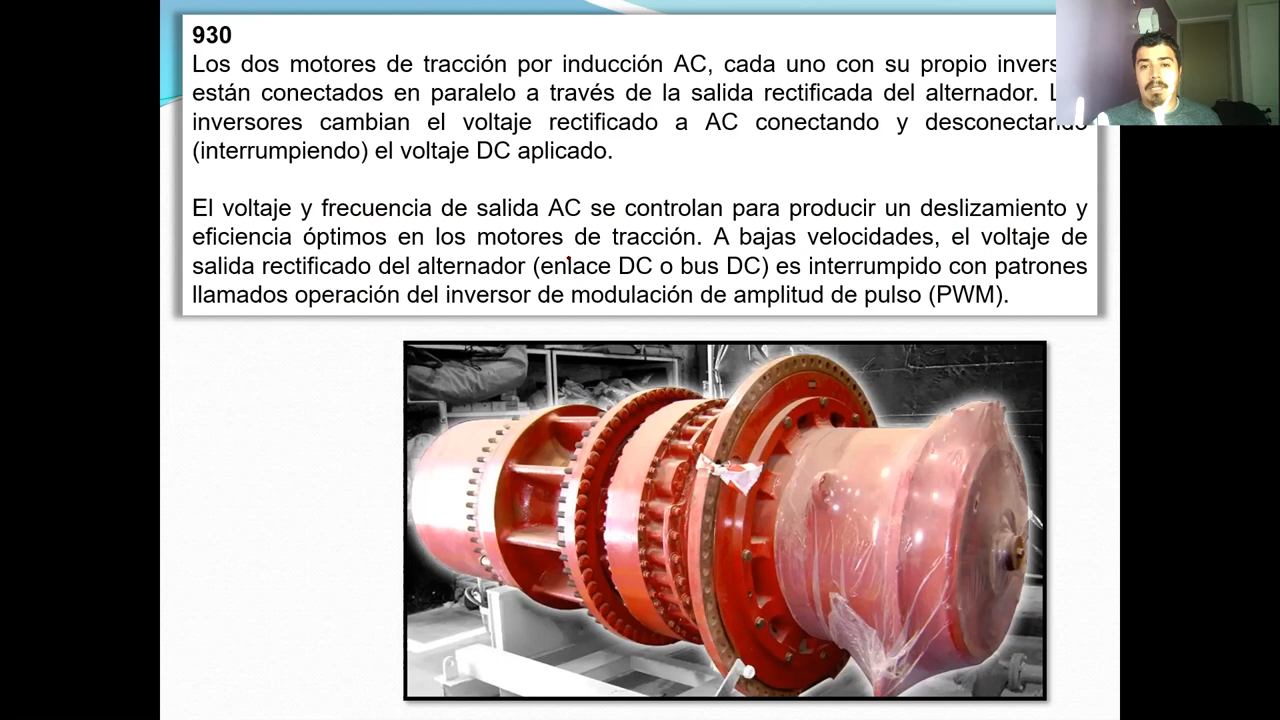 930
Los dos motores de tracción por inducción AC, cada uno con su propio
están conectados en paralelo a través de la salida rectificada del alternador.
inversores cambian el voltaje rectificado a AC conectando y desconectando
(interrumpiendo) el voltaje DC aplicado.
El voltaje y frecuencia de salida AC se controlan para producir un deslizamiento y
eficiencia óptimos en los motores de tracción. A bajas velocidades, el voltaje de
salida rectificado del alternador (enlace DC o bus DC) es interrumpido con patrones
llamados operación del inversor de modulación de amplitud de pulso (PWM).